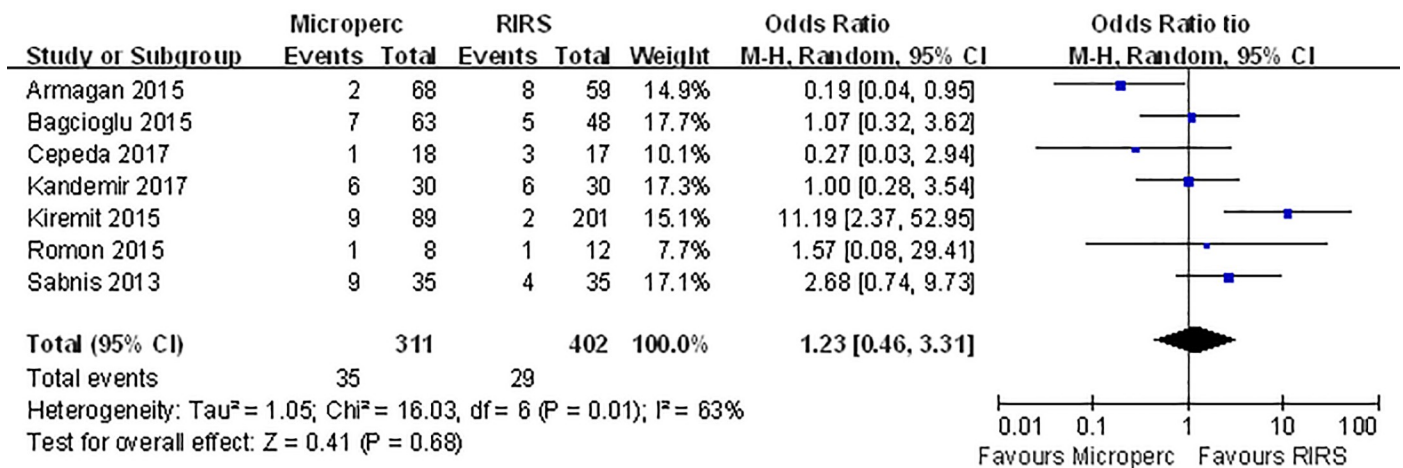 Microperc RIRS Odds Ratio Odds Ratio tio
Study or Subgroup Events Total Events Total Weight M-H, Random, 95% CI M-H, Random, 95% CI
Armagan 2015 2 68 8 59 14.9% 0.19 [0.04, 0.95]
Bagcioglu 2015 7 63 5 48 17.7% 1.07 [0.32, 3.62]
Cepeda 2017 1 18 3 17 10.1% 0.27 [0.03, 2.94]
Kandemir 2017 6 30 6 30 17.3% 1.00 [0.28, 3.54]
Kiremit 2015 9 89 2 201 15.1% 11.19 [2.37, 52.95]
Romon 2015 1 8 1 12 7.7% 1.57 [0.08, 29.41]
Sabnis 2013 9 35 4 35 17.1% 2.68 [0.74, 9.73]
Total (95% CI) 311 402 100.0% 1.23 [0.46, 3.31]
Total events 35 29
Heterogeneity: Tau² = 1.05; Chi² = 16.03, df = 6 (P = 0.01); I² = 63%
Test for overall effect: Z = 0.41 (P = 0.68)
0.01 0.1 1 10 100
Favours Microperc Favours RIRS